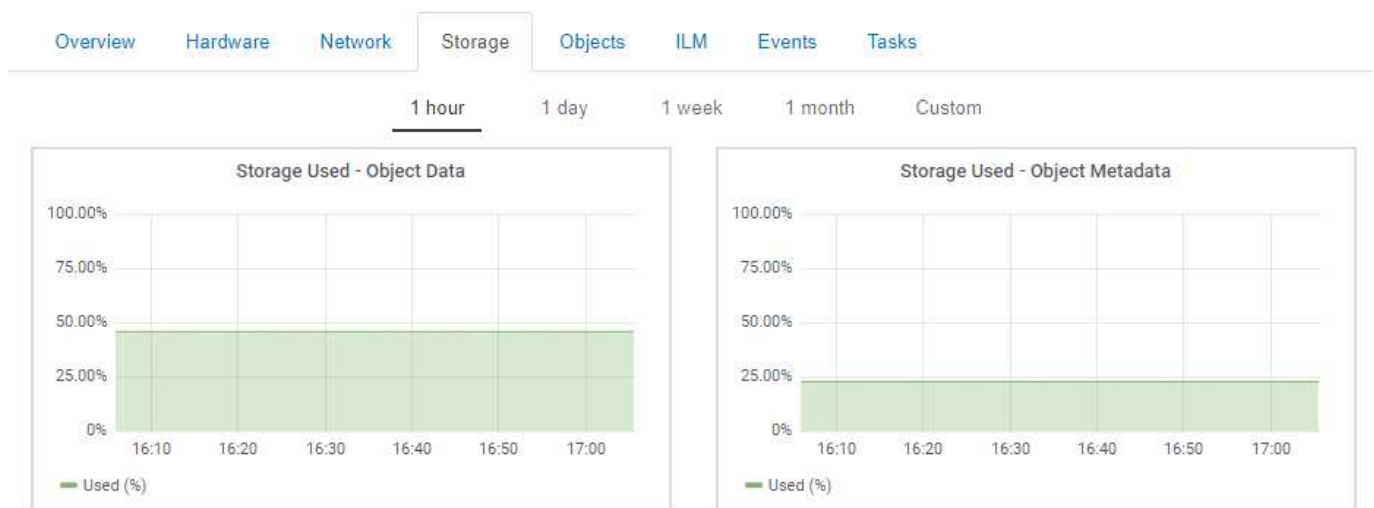 Overview Hardware Network Storage Objects ILM Events Tasks
1 hour 1 day 1 week 1 month Custom
Storage Used - Object Data
100.00%
75.00%
50.00%
25.00%
0%
16:10 16:20 16:30 16:40 16:50 17:00
Used (%)
Storage Used - Object Metadata
100.00%
75.00%
50.00%
25.00%
0%
16:10 16:20 16:30 16:40 16:50 17:00
Used (%)